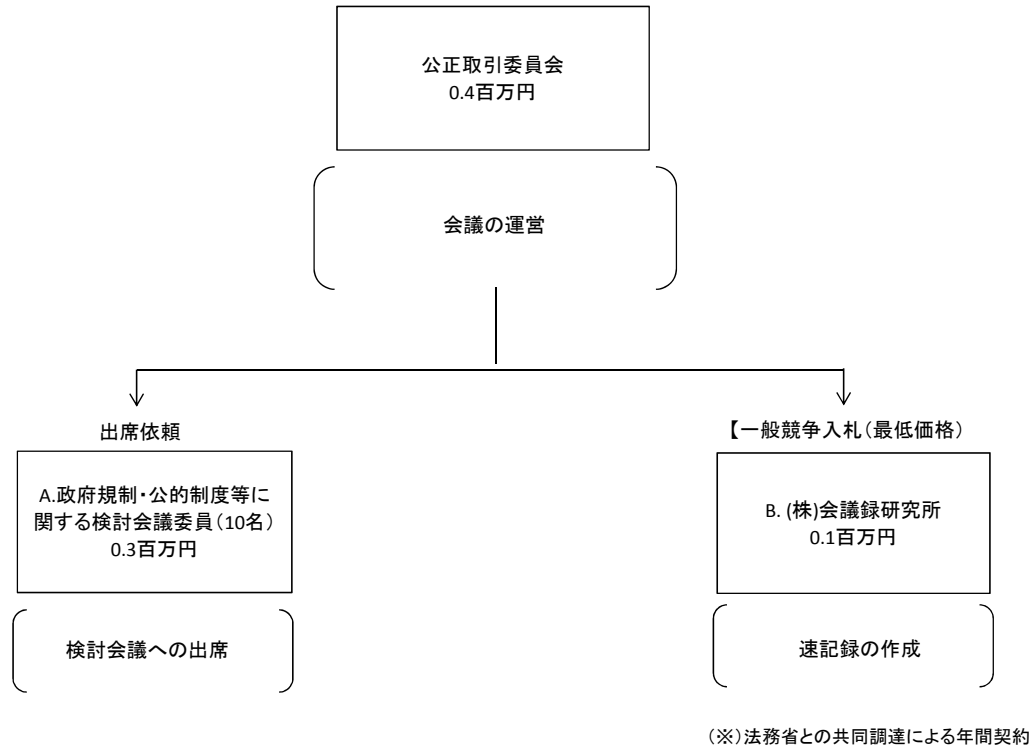 公正取引委員会
0.4百万円
会議の運営
出席依頼
A.政府規制・公的制度等に
関する検討会議委員(10名)
0.3百万円
検討会議への出席
【一般競争入札(最低価格)
B. (株)会議録研究所
0.1百万円
速記録の作成
(※)法務省との共同調達による年間契約